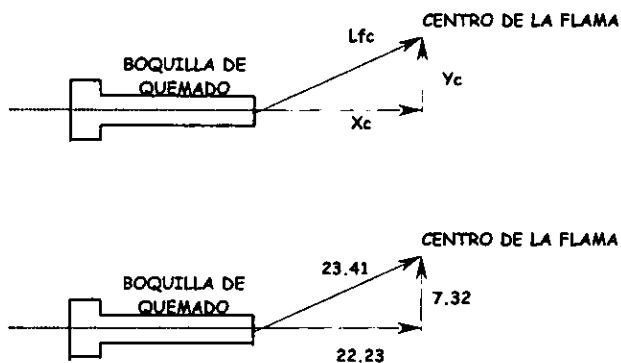 CENTRO DE LA FLAMA
Lfc
BOQUILLA DE
QUEMADO
Yc
Xc
CENTRO DE LA FLAMA
23.41
BOQUILLA DE
QUEMADO
7.32
22.23